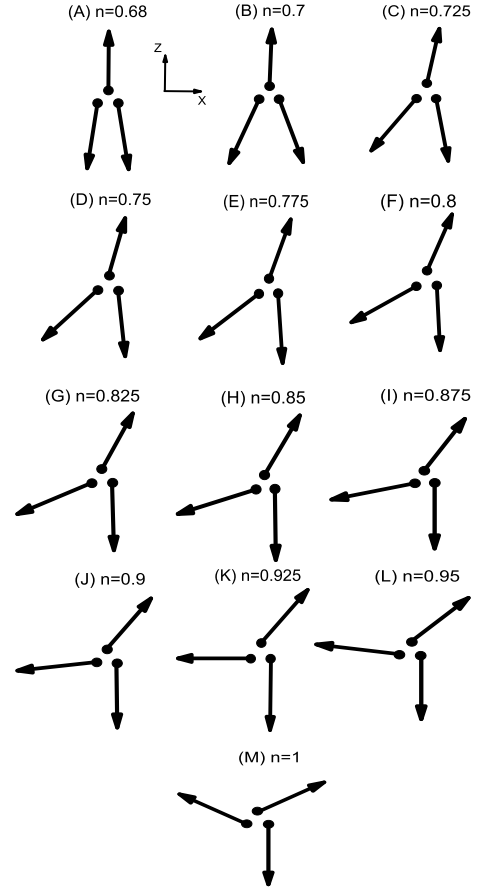 (A) n=0.68
(B) n=0.7
(C) n=0.725
Z
X
(D) n=0.75
(E) n=0.775
(F) n=0.8
(G) n=0.825
(H) n=0.85
(I) n=0.875
(J) n=0.9
(K) n=0.925
(L) n=0.95
(M) n=1